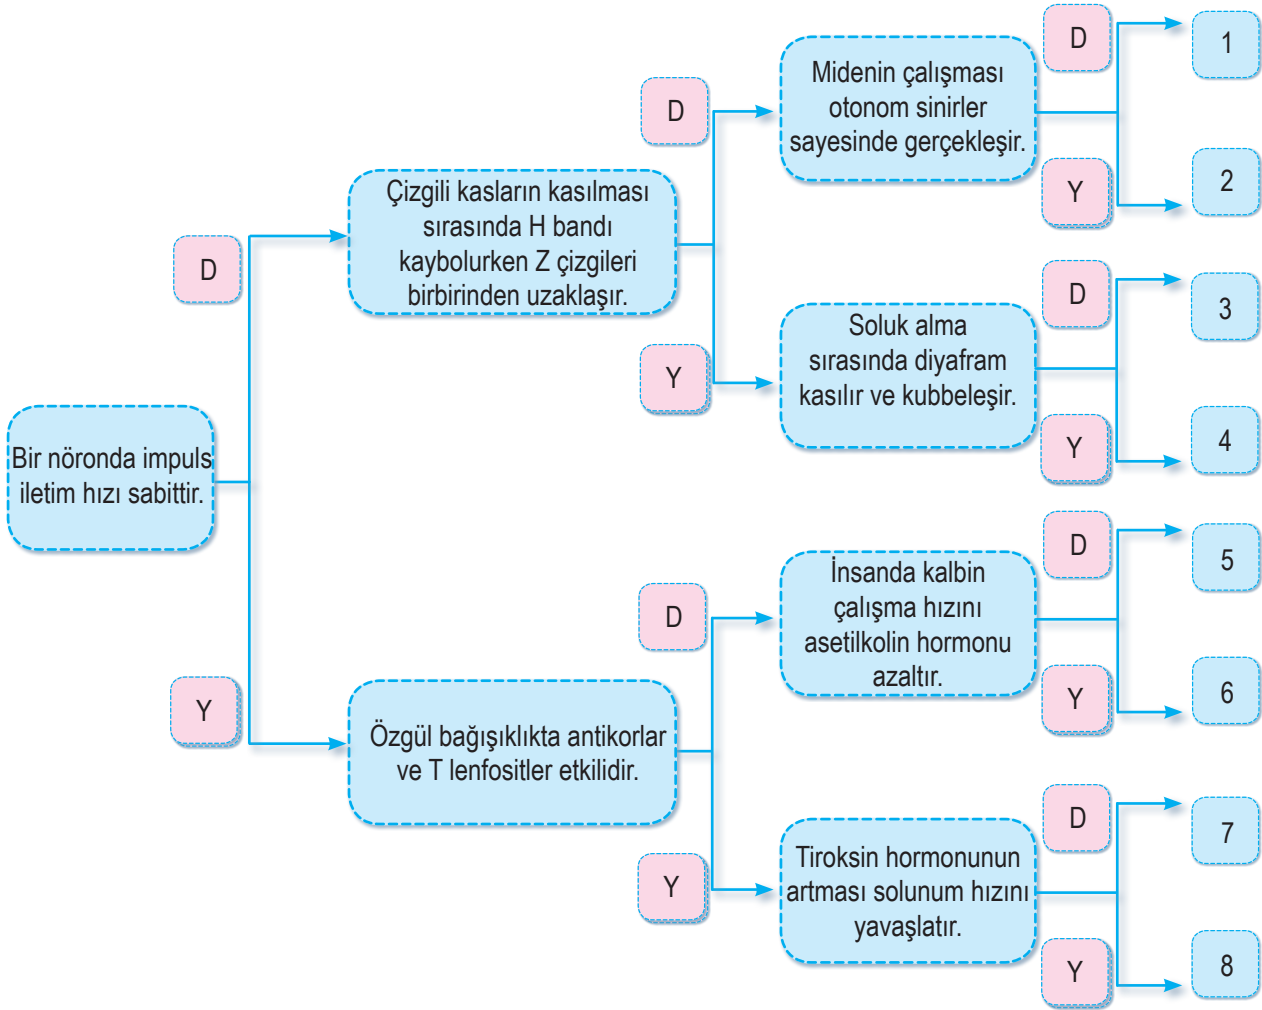 Bir nöronda impuls
iletim hızı sabittir.
D
Y
Çizgili kasların kasılması
sırasında H bandı
kaybolurken Z çizgileri
birbirinden uzaklaşır.
Özgül bağışıklıkta antikorlar
ve T lenfositler etkilidir.
D
Y
D
Y
Midenin çalışması
otonom sinirler
sayesinde gerçekleşir.
Soluk alma
sırasında diyafram
kasılır ve kubbeleşir.
İnsanda kalbin
çalışma hızını
asetilkolin hormonu
azaltır.
Tiroksin hormonunun
artması solunum hızını
yavaşlatır.
D
1
Y
2
D
3
Y
4
D
5
Y
6
D
7
Y
8